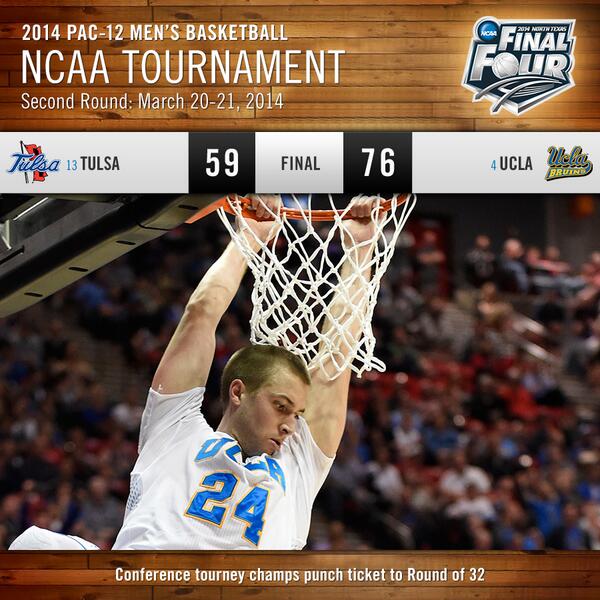 2014 PAC-12 MEN'S BASKETBALL
NCAA TOURNAMENT
Second Round: March 20-21, 2014
NCAA
2014 NORTH TEXAS
FINAL
FOUR
Tulsa 13 TULSA 59 FINAL 76 4 UCLA Ucla
BRUINS
UCLA
24
Conference tourney champs punch ticket to Round of 32